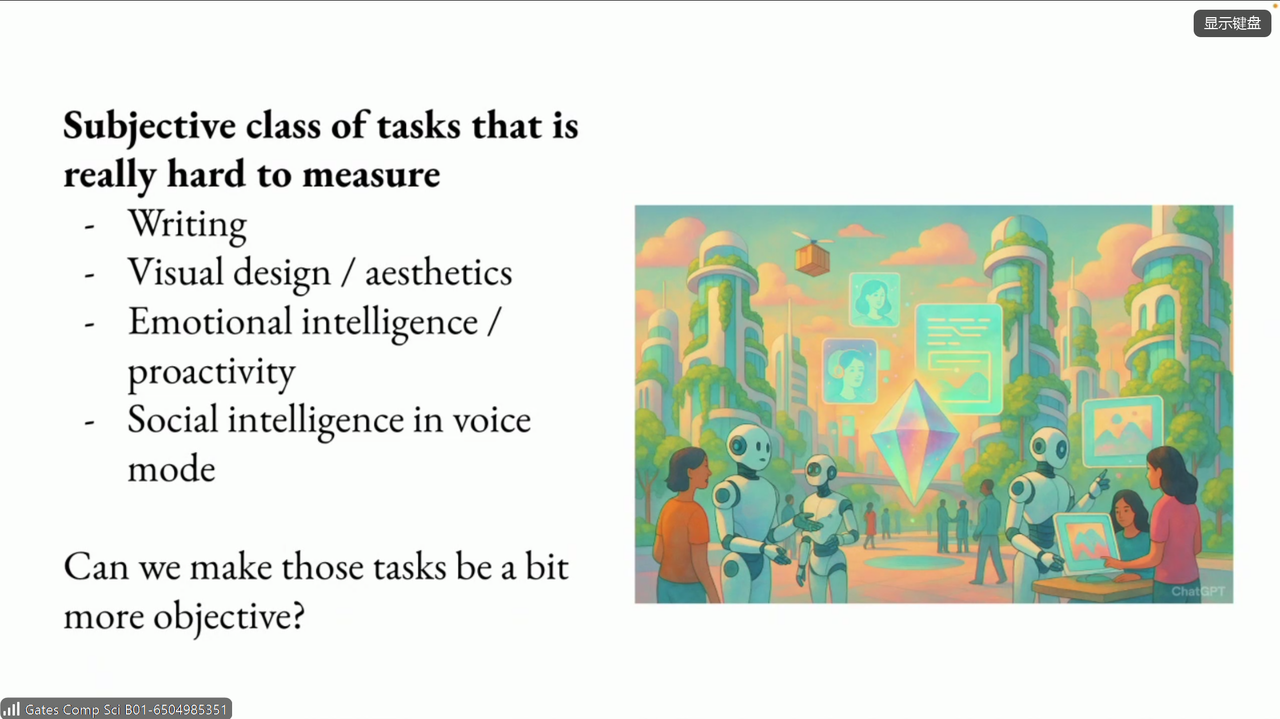 显示键盘
Subjective class of tasks that is
really hard to measure
- Writing
- Visual design / aesthetics
- Emotional intelligence /
proactivity
- Social intelligence in voice
mode
Can we make those tasks be a bit
more objective?
ChatGPT
Gates Comp Sci B01-6504985351